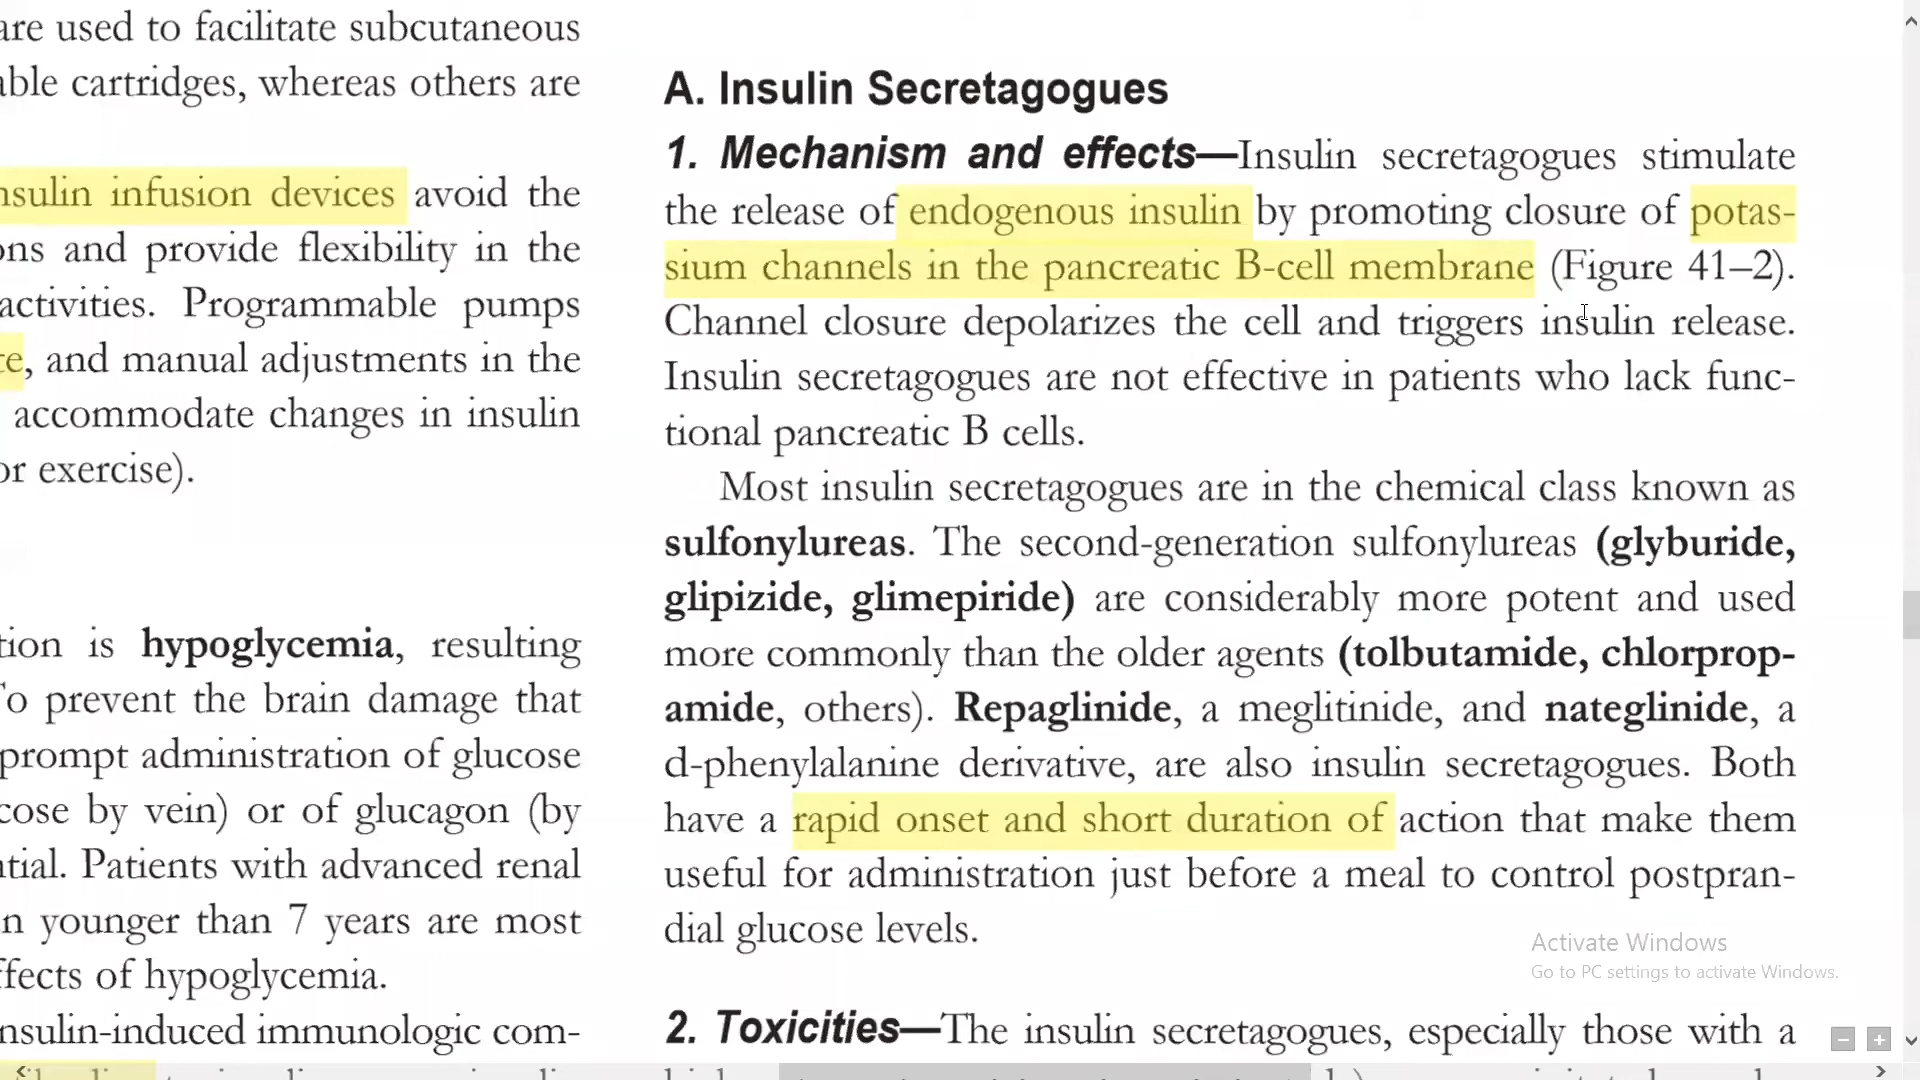 are used to facilitate subcutaneous
able cartridges, whereas others are
nsulin infusion devices avoid the
ons and provide flexibility in the
activities. Programmable pumps
te, and manual adjustments in the
accommodate changes in insulin
or exercise).
tion is hypoglycemia, resulting
To prevent the brain damage that
prompt administration of glucose
cose by vein) or of glucagon (by
ntial. Patients with advanced renal
n younger than 7 years are most
ffects of hypoglycemia.
nsulin-induced immunologic com-
A. Insulin Secretagogues
1. Mechanism and effects—Insulin secretagogues stimulate
the release of endogenous insulin by promoting closure of potas-
sium channels in the pancreatic B-cell membrane (Figure 41–2).
Channel closure depolarizes the cell and triggers insulin release.
Insulin secretagogues are not effective in patients who lack func-
tional pancreatic B cells.
Most insulin secretagogues are in the chemical class known as
sulfonylureas. The second-generation sulfonylureas (glyburide,
glipizide, glimepiride) are considerably more potent and used
more commonly than the older agents (tolbutamide, chlorprop-
amide, others). Repaglinide, a meglitinide, and nateglinide, a
d-phenylalanine derivative, are also insulin secretagogues. Both
have a rapid onset and short duration of action that make them
useful for administration just before a meal to control postpran-
dial glucose levels.
2. Toxicities—The insulin secretagogues, especially those with a
Activate Windows
Go to PC settings to activate Windows.